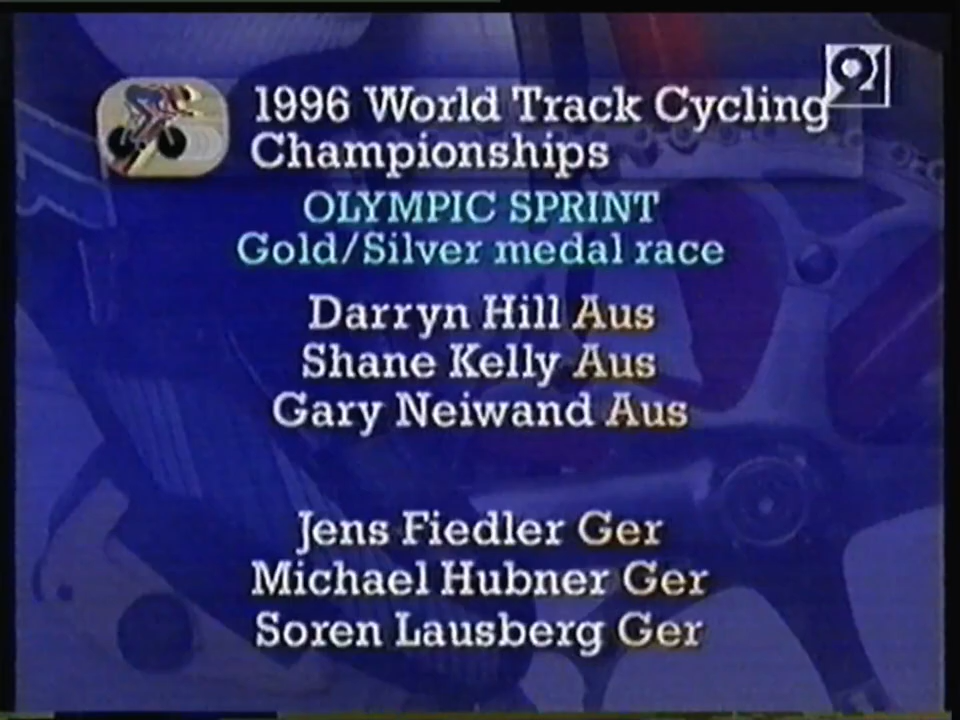 1996 World Track Cycling
Championships
OLYMPIC SPRINT
Gold/Silver medal race
Darryn Hill Aus
Shane Kelly Aus
Gary Neiwand Aus
Jens Fiedler Ger
Michael Hubner Ger
Soren Lausberg Ger